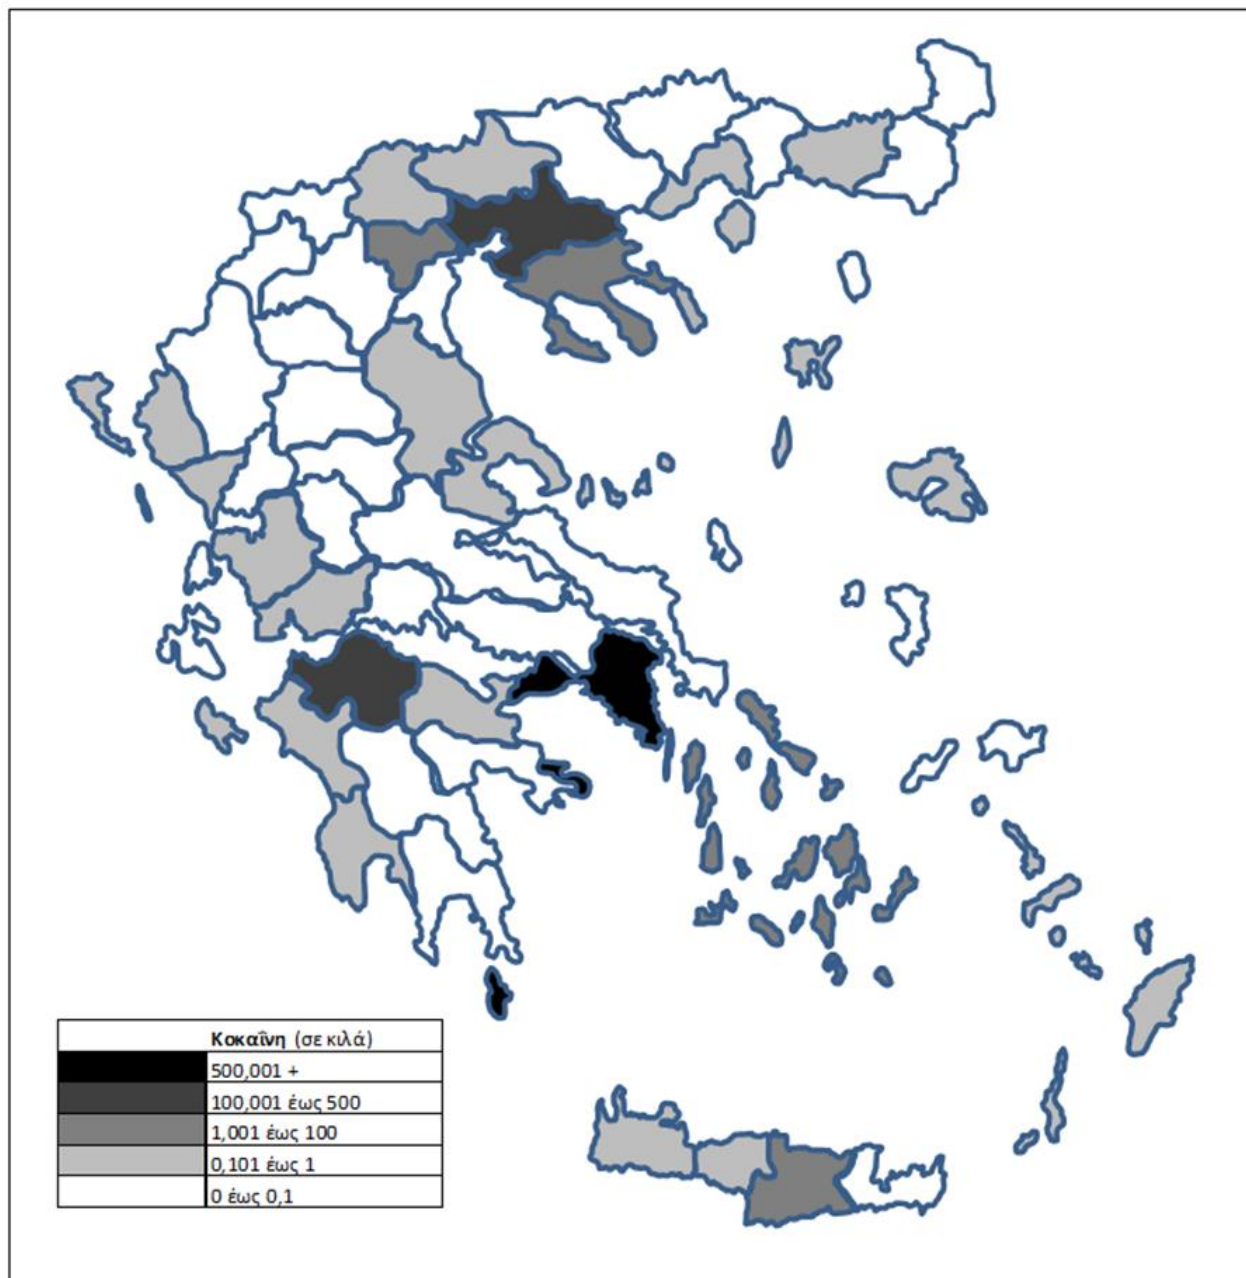 Κοκαΐνη (σε κιλά)
500,001 +
100,001 έως 500
1,001 έως 100
0,101 έως 1
0 έως 0,1